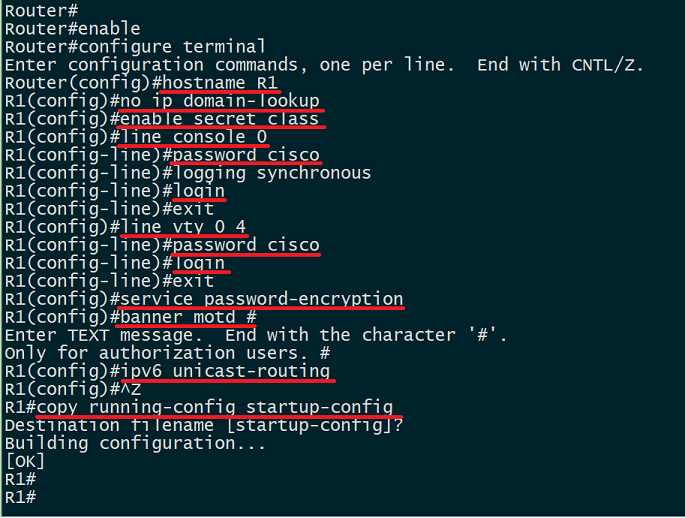 Router#
Router#enable
Router#configure terminal
Enter configuration commands, one per line.  End with CNTL/Z.
Router(config)#hostname R1
R1(config)#no ip domain-lookup
R1(config)#enable secret class
R1(config)#line console 0
R1(config-line)#password cisco
R1(config-line)#logging synchronous
R1(config-line)#login
R1(config-line)#exit
R1(config)#line vty 0 4
R1(config-line)#password cisco
R1(config-line)#login
R1(config-line)#exit
R1(config)#service password-encryption
R1(config)#banner motd #
Enter TEXT message.  End with the character '#'.
Only for authorization users. #
R1(config)#ipv6 unicast-routing
R1(config)#^Z
R1#copy running-config startup-config
Destination filename [startup-config]?
Building configuration...
[OK]
R1#
R1#